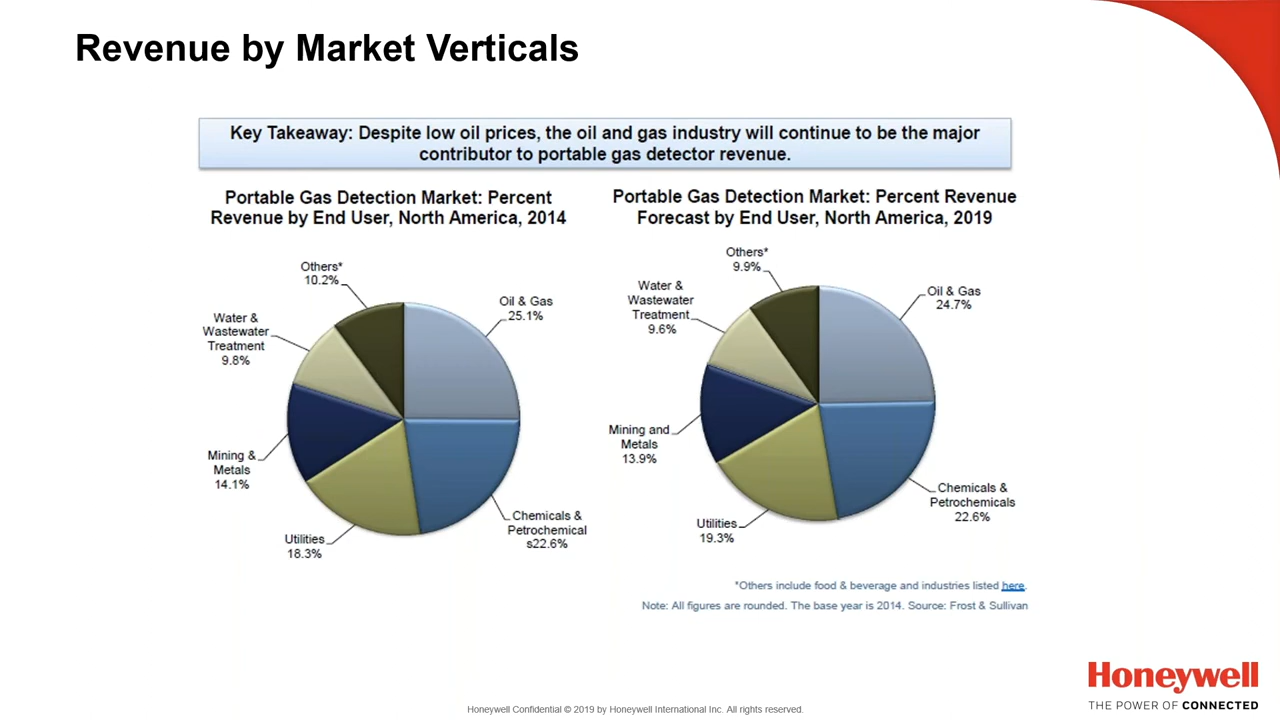 Revenue by Market Verticals
Key Takeaway: Despite low oil prices, the oil and gas industry will continue to be the major
contributor to portable gas detector revenue.
Portable Gas Detection Market: Percent
Revenue by End User, North America, 2014
Others*
10.2%
Oil & Gas
25.1%
Water &
Wastewater
Treatment
9.8%
Mining &
Metals
14.1%
Utilities
18.3%
Chemicals &
Petrochemical
s22.6%
Portable Gas Detection Market: Percent Revenue
Forecast by End User, North America, 2019
Others*
9.9%
Oil & Gas
24.7%
Water &
Wastewater
Treatment
9.6%
Mining and
Metals
13.9%
Utilities
19.3%
Chemicals &
Petrochemicals
22.6%
*Others include food & beverage and industries listed here.
Note: All figures are rounded. The base year is 2014. Source: Frost & Sullivan
Honeywell
THE POWER OF CONNECTED
Honeywell Confidential © 2019 by Honeywell International Inc. All rights reserved.